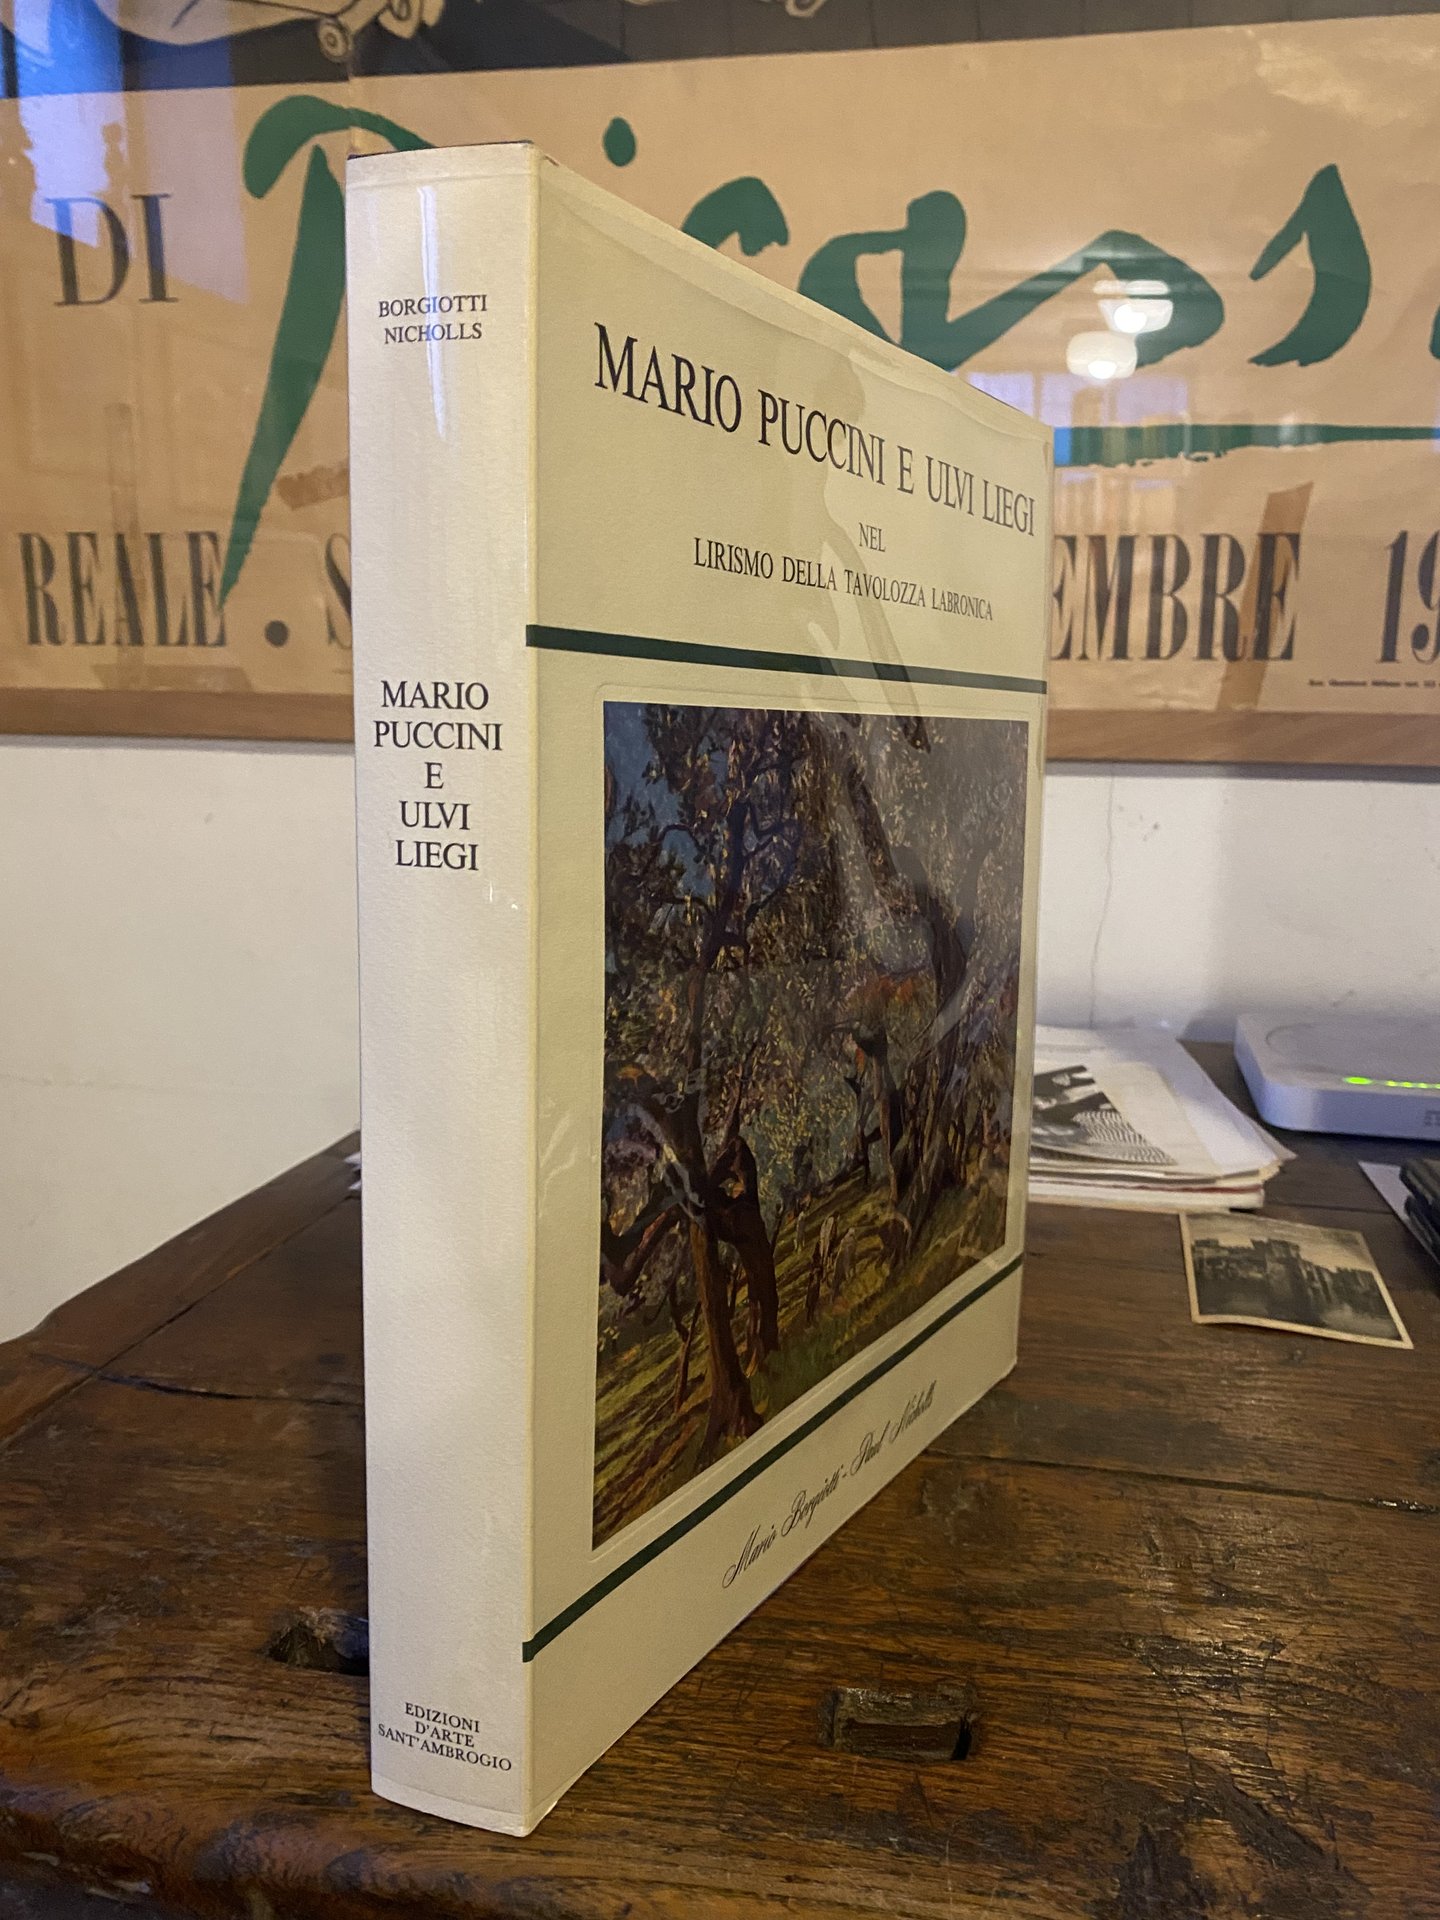 DI Picass
REALE . S
EMBRE 19
BORGIOTTI
NICHOLLS
MARIO
PUCCINI
E
ULVI
LIEGI
EDIZIONI
D'ARTE
SANT'AMBROGIO
MARIO PUCCINI E ULVI LIEGI
NEL
LIRISMO DELLA TAVOLOZZA LABRONICA
Mario Borgiotti - Paul Nicholls